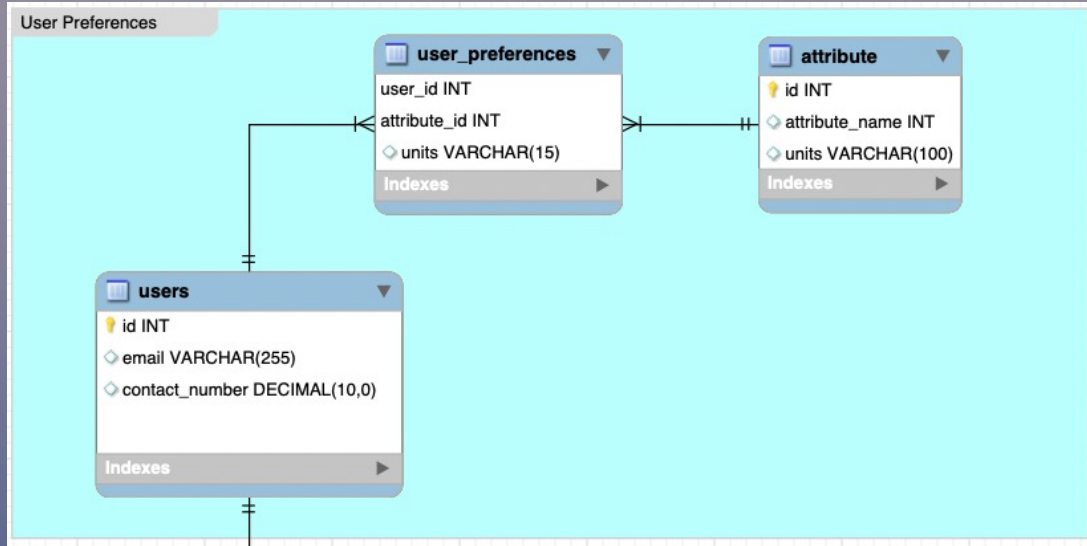 User Preferences
user_preferences
user_id INT
attribute_id INT
units VARCHAR(15)
Indexes
attribute
id INT
attribute_name INT
units VARCHAR(100)
Indexes
users
id INT
email VARCHAR(255)
contact_number DECIMAL(10,0)
Indexes